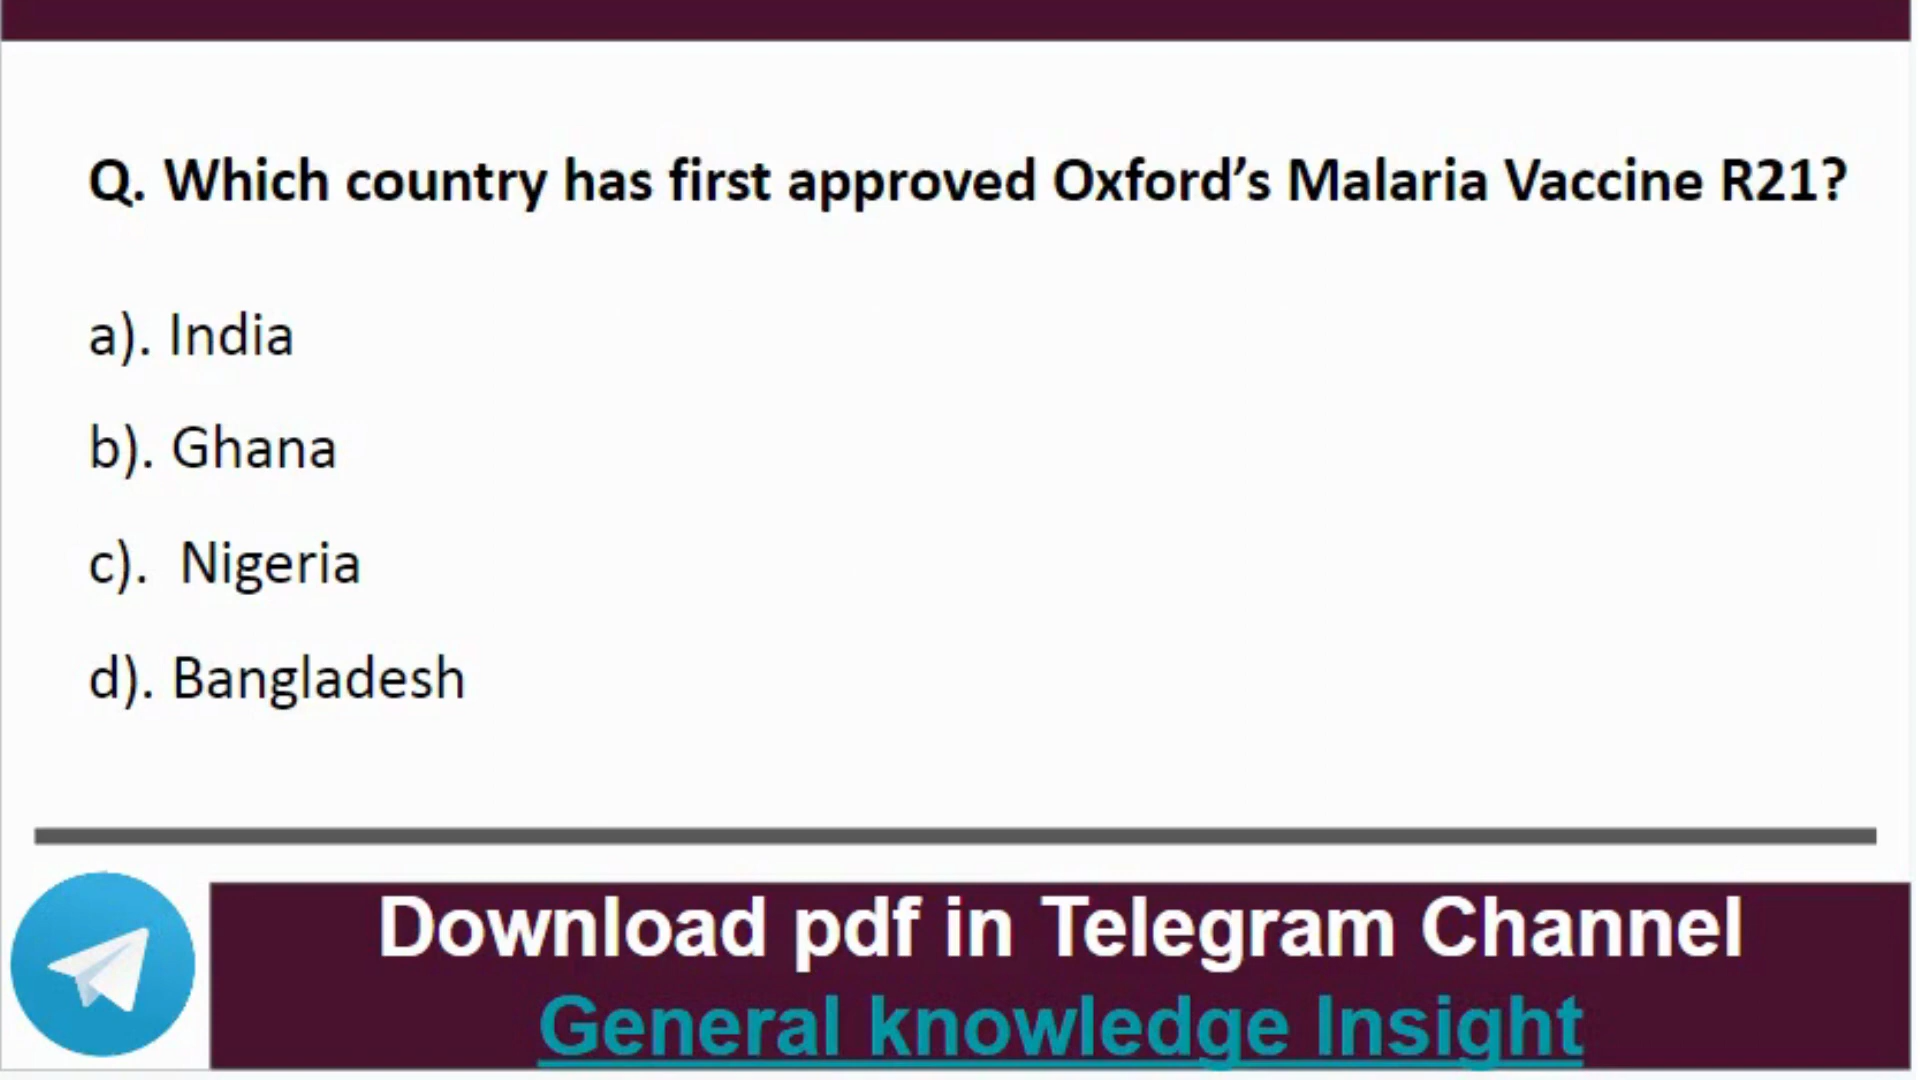 Q. Which country has first approved Oxford’s Malaria Vaccine R21?
a). India
b). Ghana
c). Nigeria
d). Bangladesh
Download pdf in Telegram Channel
General knowledge Insight